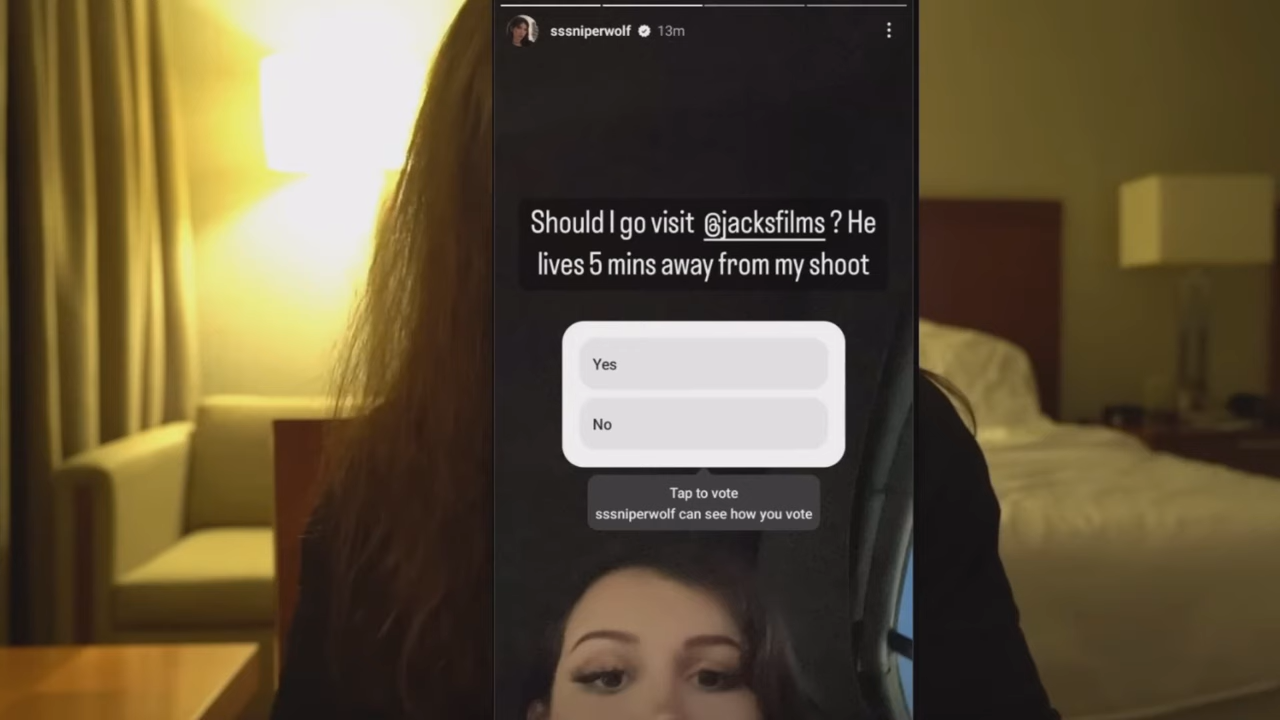 sssniperwolf 13m
Should I go visit @jacksfilms ? He
lives 5 mins away from my shoot
Yes
No
Tap to vote
sssniperwolf can see how you vote